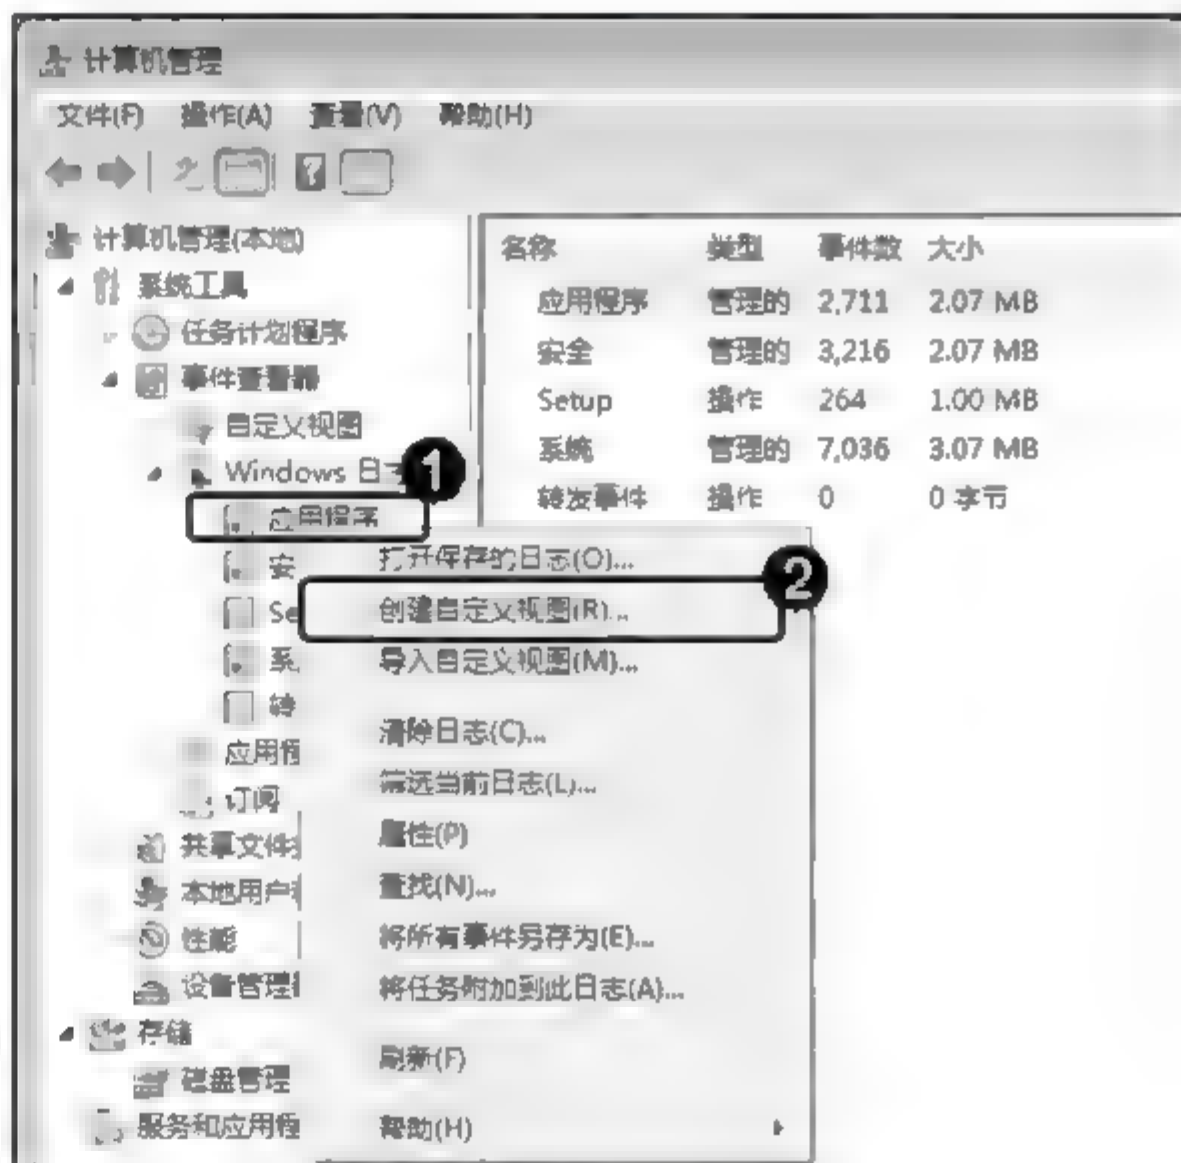 计算机管理
文件(F) 操作(A) 查看(V) 帮助(H)
计算机管理(本地)
系统工具
任务计划程序
事件查看器
自定义视图
Windows 日
应用程序
安
Se
系
转
应用程
订阅
共享文件
本地用户
性能
设备管理
存储
磁盘管理
服务和应用程
名称 类型 事件数 大小
应用程序 管理的 2,711 2.07 MB
安全 管理的 3,216 2.07 MB
Setup 操作 264 1.00 MB
系统 管理的 7,036 3.07 MB
转发事件 操作 0 0 字节
1
2
打开保存的日志(O)...
创建自定义视图(R)...
导入自定义视图(M)...
清除日志(C)...
筛选当前日志(L)...
属性(P)
查找(N)...
将所有事件另存为(E)...
将任务附加到此日志(A)...
刷新(F)
帮助(H)